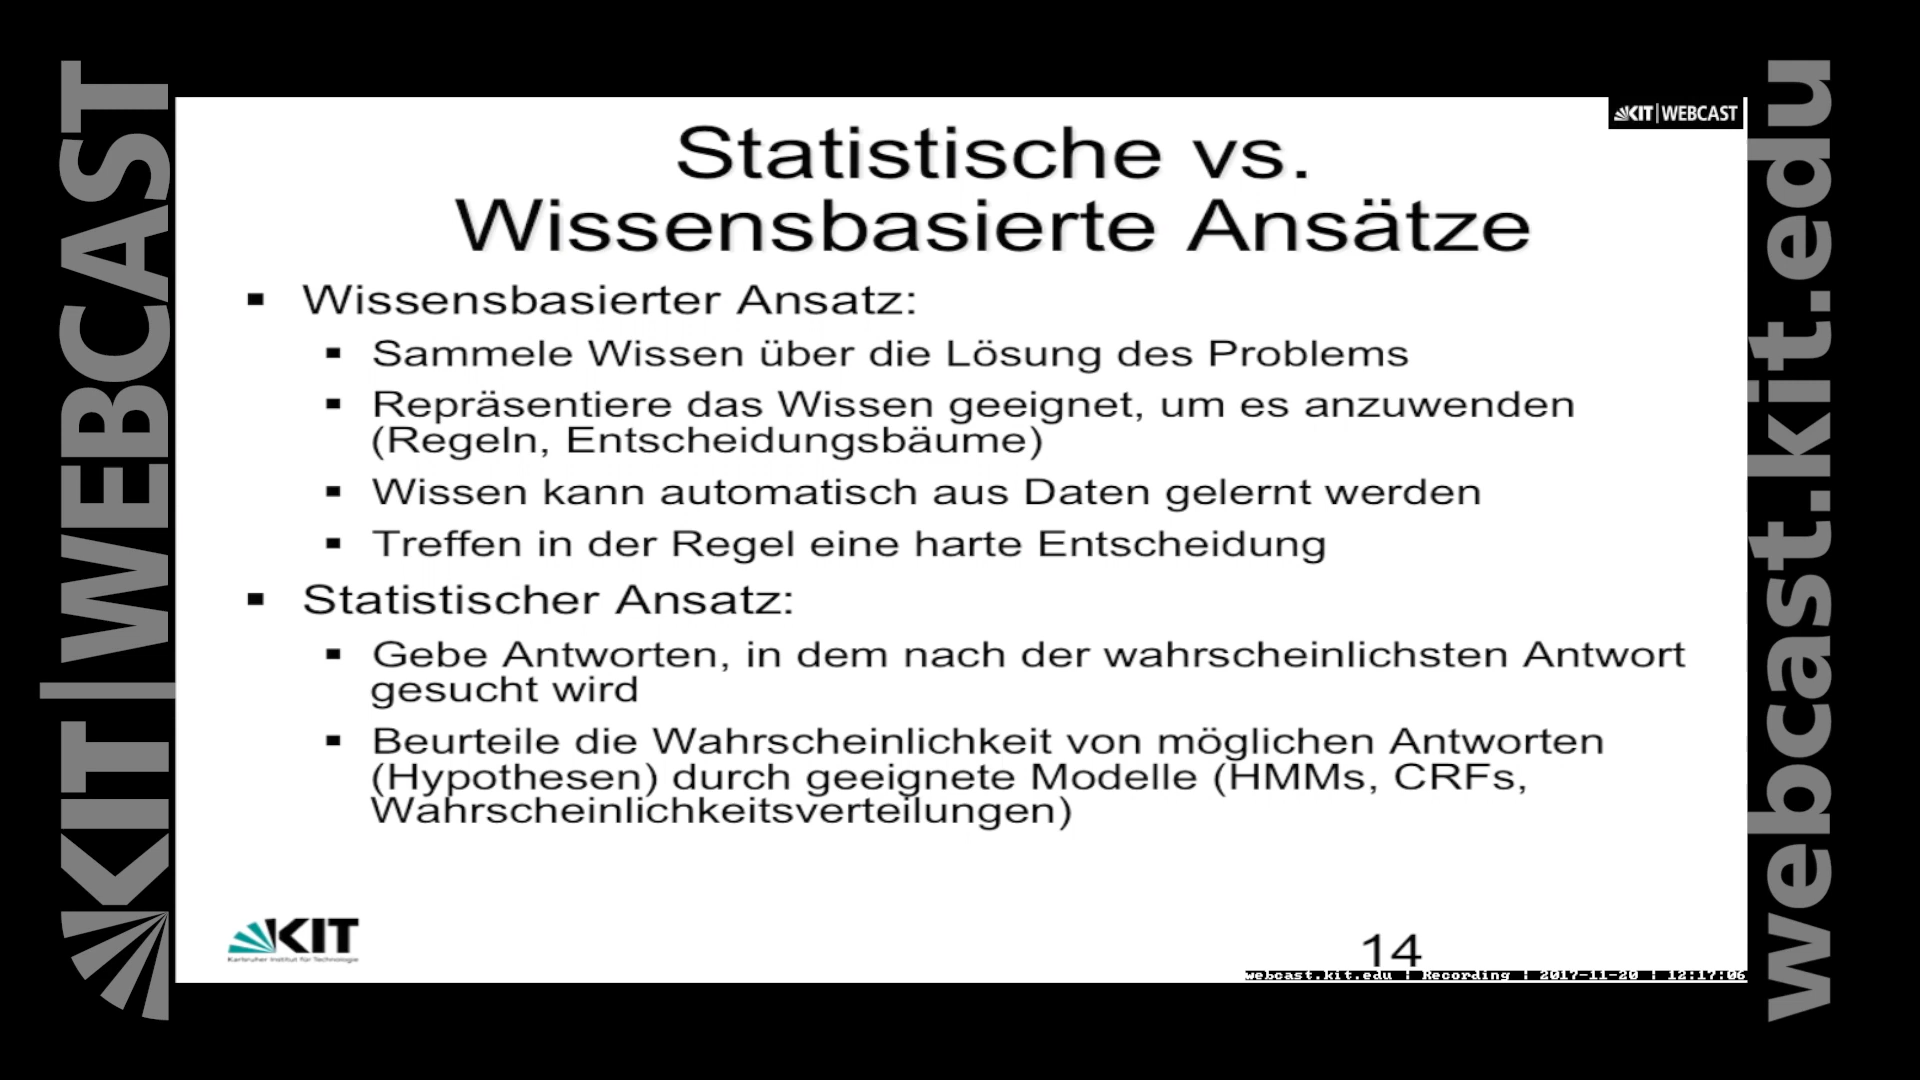 KIT|WEBCAST
KIT|WEBCAST
Statistische vs.
Wissensbasierte Ansätze
▪ Wissensbasierter Ansatz:
▪ Sammele Wissen über die Lösung des Problems
▪ Repräsentiere das Wissen geeignet, um es anzuwenden
(Regeln, Entscheidungsbäume)
▪ Wissen kann automatisch aus Daten gelernt werden
▪ Treffen in der Regel eine harte Entscheidung
▪ Statistischer Ansatz:
▪ Gebe Antworten, in dem nach der wahrscheinlichsten Antwort
gesucht wird
▪ Beurteile die Wahrscheinlichkeit von möglichen Antworten
(Hypothesen) durch geeignete Modelle (HMMs, CRFs,
Wahrscheinlichkeitsverteilungen)
KIT
Karlsruher Institut für Technologie
14
webcast.kit.edu | Recording | 2017-11-20 | 12:17:06
webcast.kit.edu